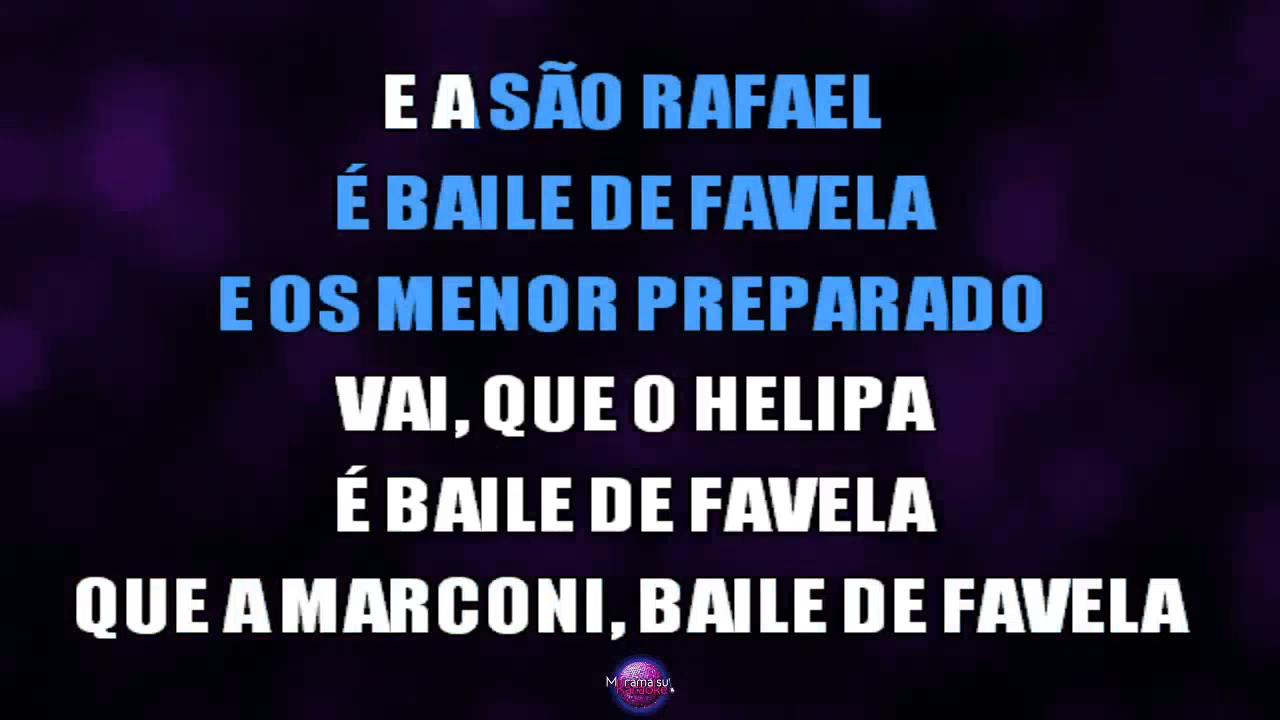 E A SÃO RAFAEL
É BAILE DE FAVELA
E OS MENOR PREPARADO
VAI, QUE O HELIPA
É BAILE DE FAVELA
QUE A MARCONI, BAILE DE FAVELA
Karaoke